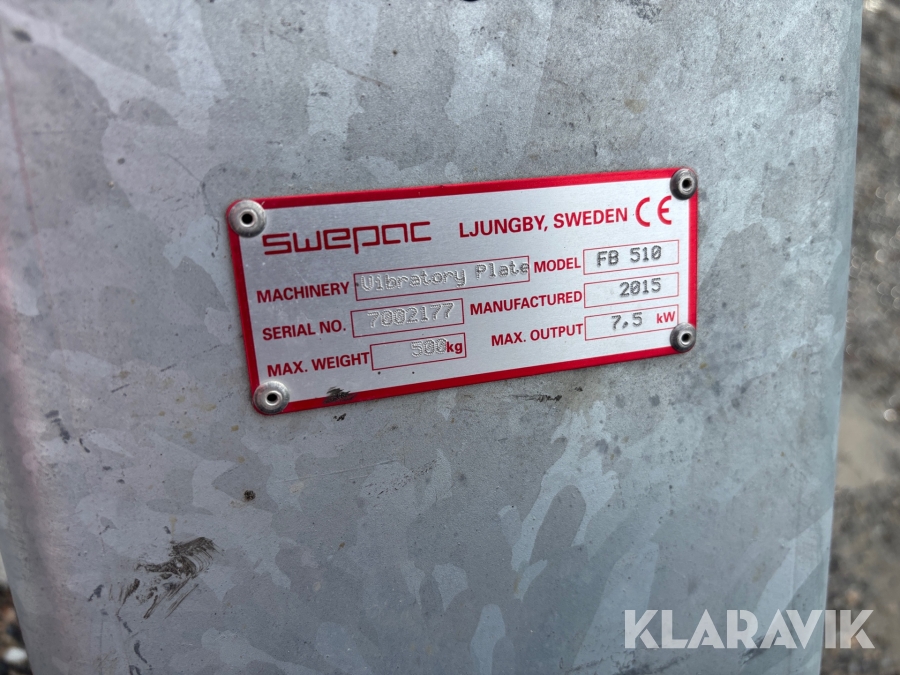 swepac LJUNGBY, SWEDEN CE
MACHINERY Vibratory Plate MODEL FB 510
SERIAL NO. 7002177 MANUFACTURED 2015
MAX. WEIGHT 500kg MAX. OUTPUT 7,5 kW
KLARAVIK